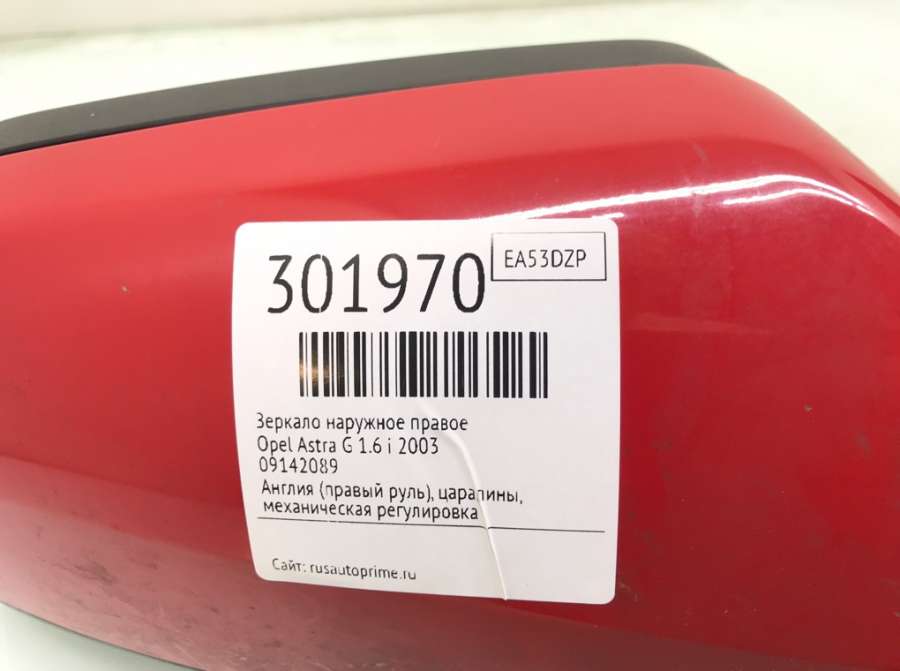 301970
EA53DZP
Зеркало наружное правое
Opel Astra G 1.6 i 2003
09142089
Англия (правый руль), царапины,
механическая регулировка
Сайт: rusautoprime.ru